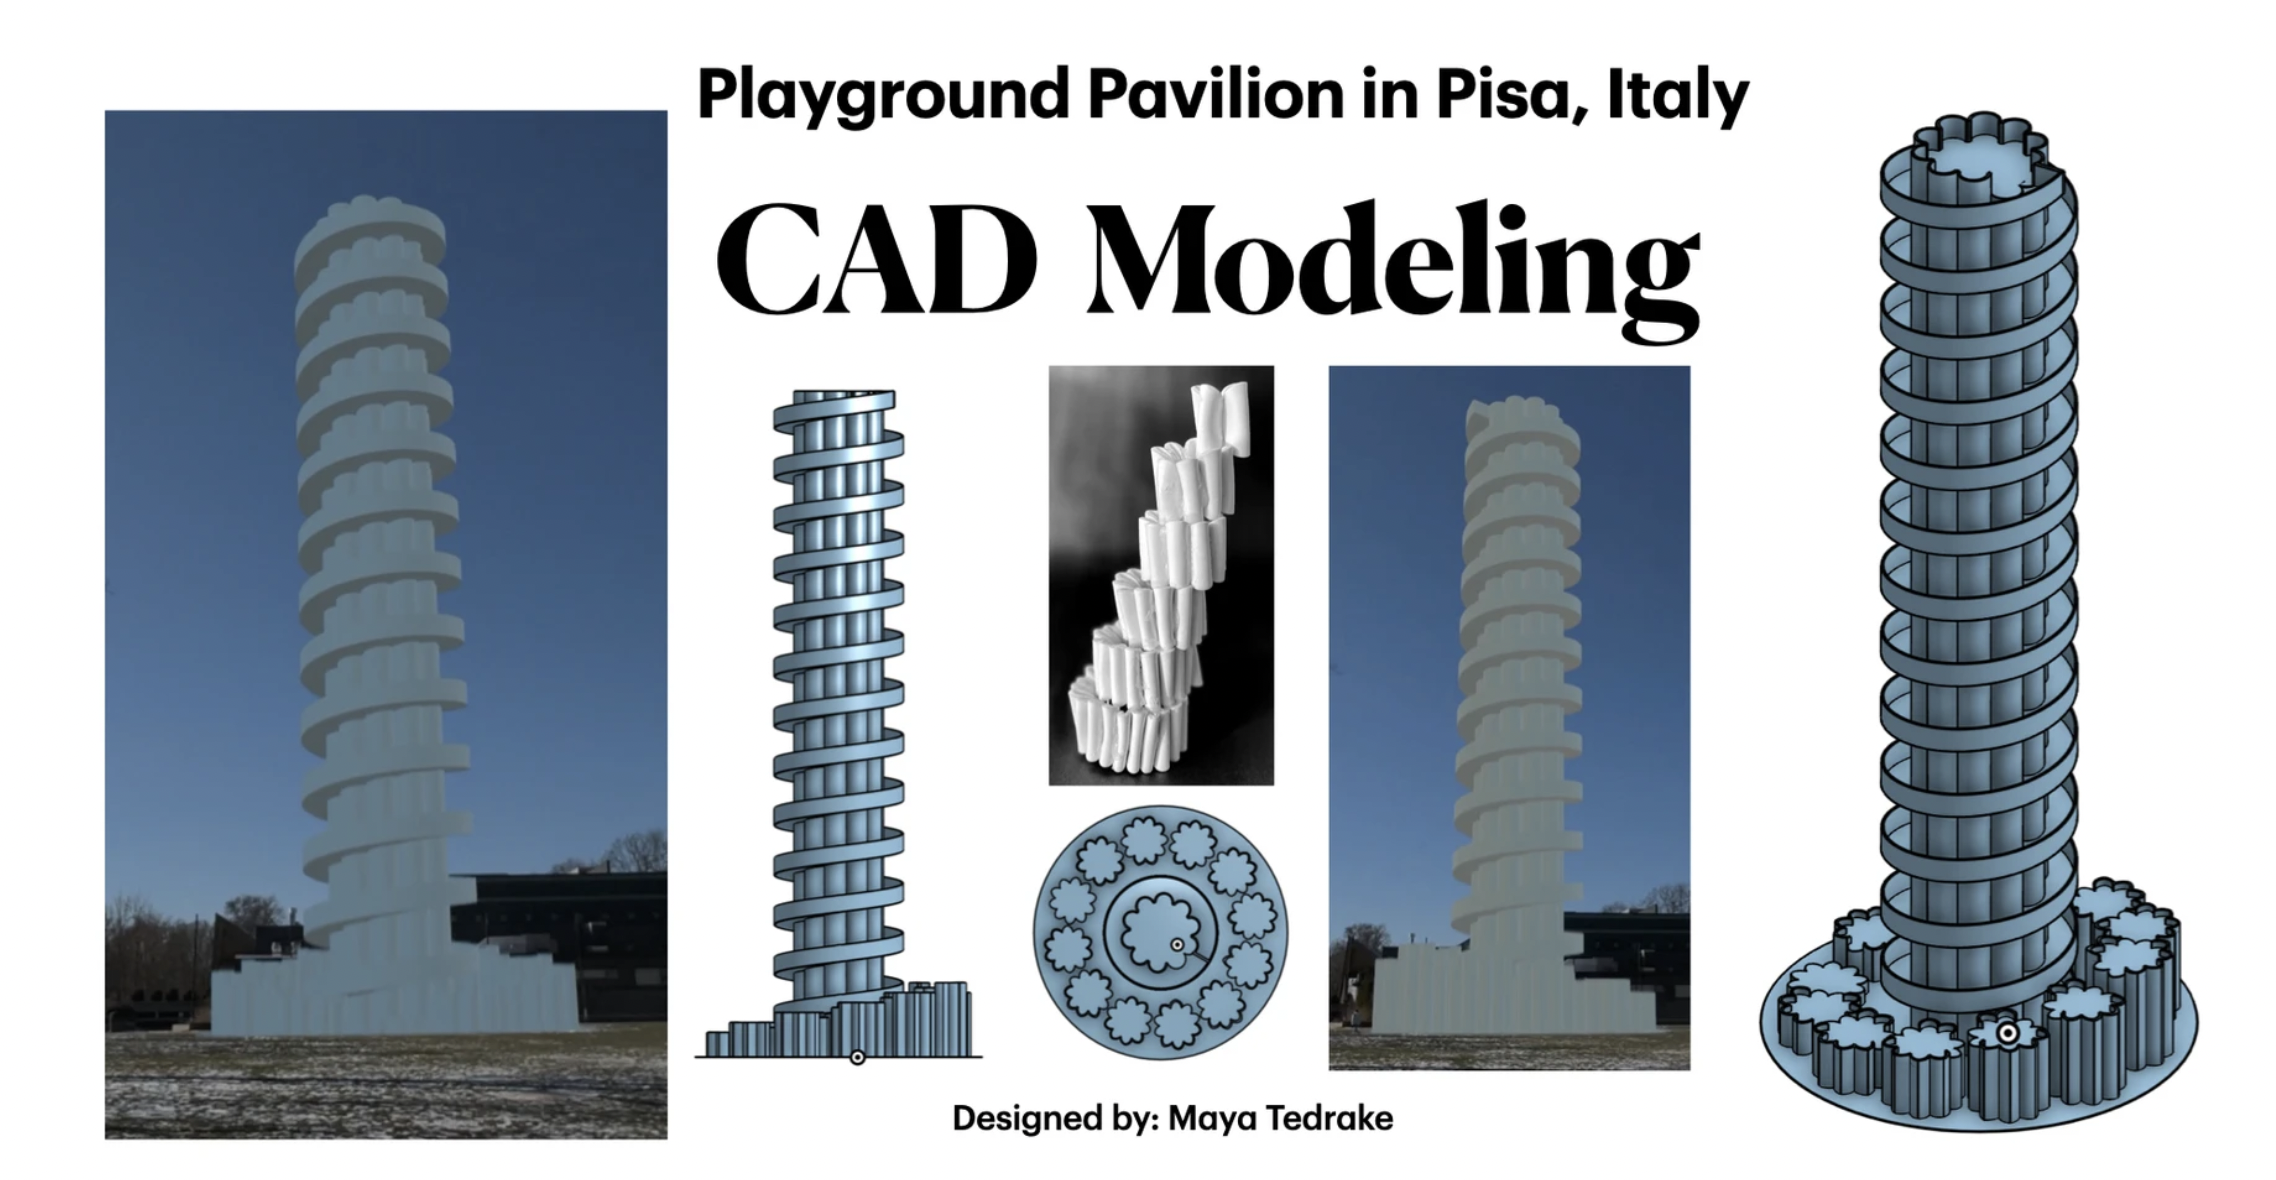 Playground Pavilion in Pisa, Italy
CAD Modeling
Designed by: Maya Tedrake